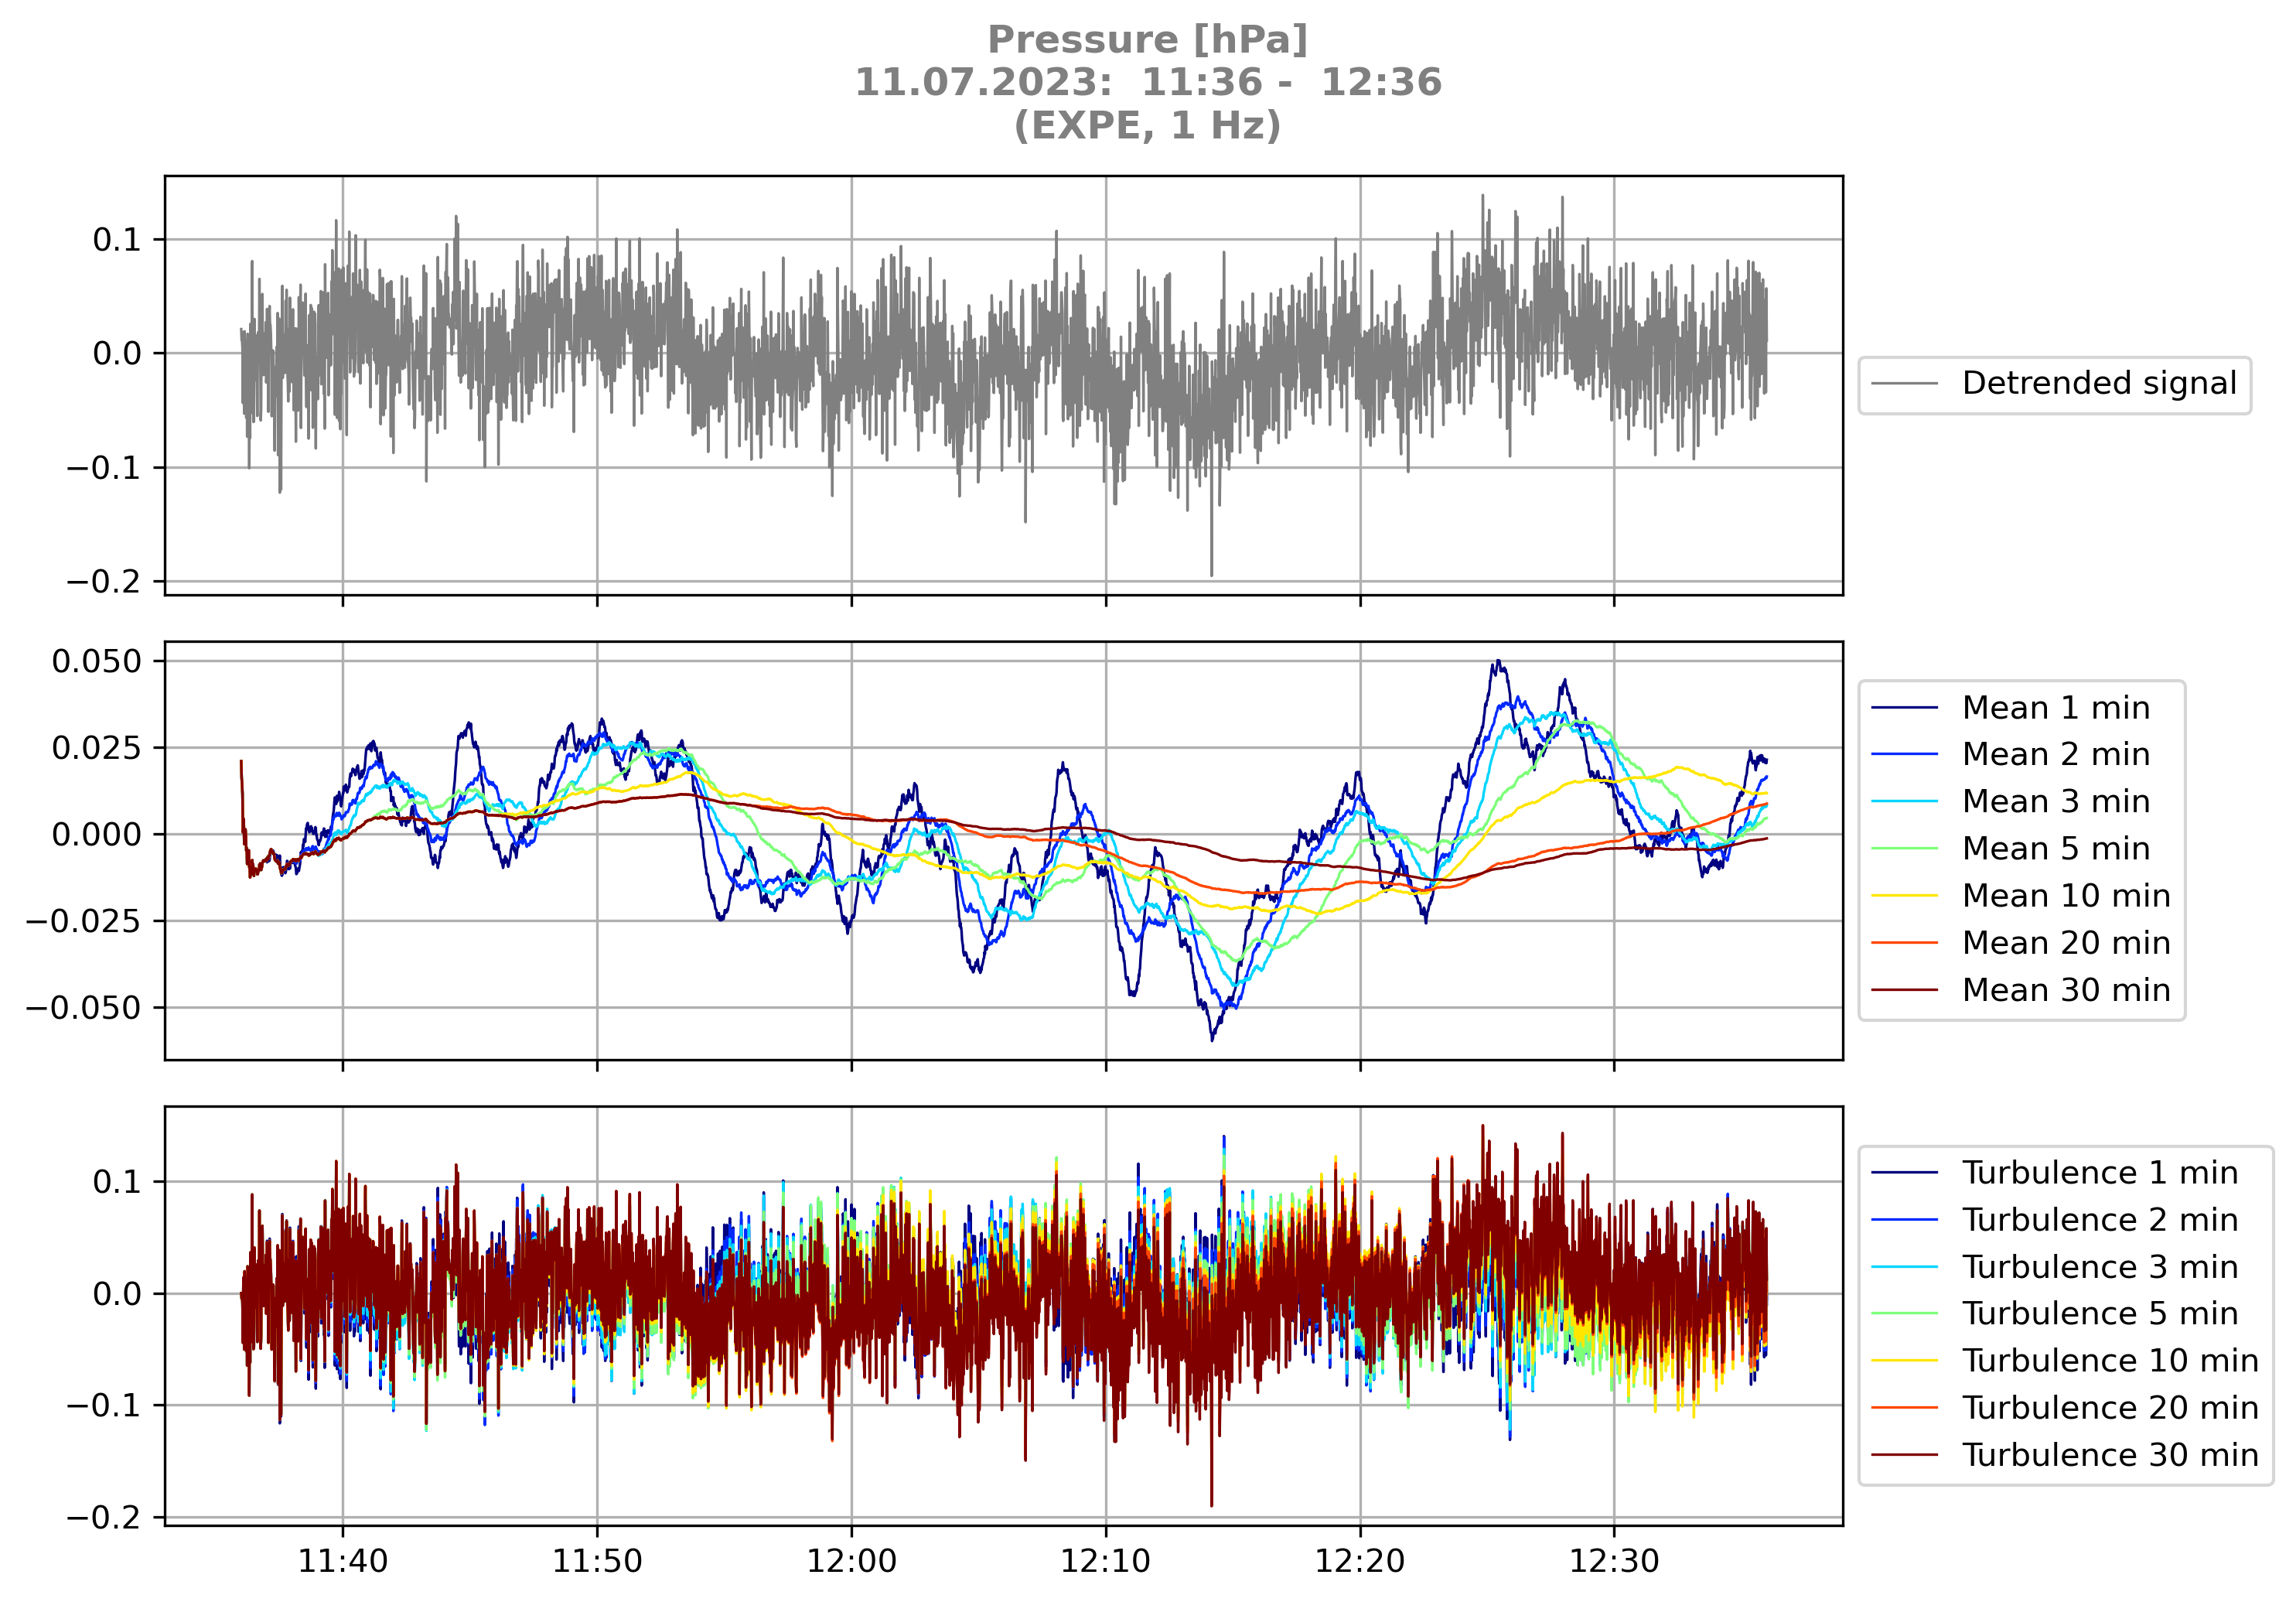 Pressure [hPa]
11.07.2023:  11:36 -  12:36
(EXPE, 1 Hz)
0.1
0.0
−0.1
−0.2
Detrended signal
0.050
0.025
0.000
−0.025
−0.050
Mean 1 min
Mean 2 min
Mean 3 min
Mean 5 min
Mean 10 min
Mean 20 min
Mean 30 min
0.1
0.0
−0.1
−0.2
Turbulence 1 min
Turbulence 2 min
Turbulence 3 min
Turbulence 5 min
Turbulence 10 min
Turbulence 20 min
Turbulence 30 min
11:40 11:50 12:00 12:10 12:20 12:30